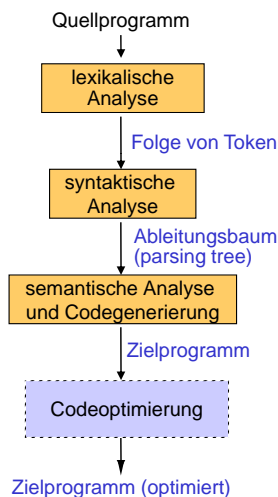 Quellprogramm
lexikalische
Analyse
Folge von Token
syntaktische
Analyse
Ableitungsbaum
(parsing tree)
semantische Analyse
und Codegenerierung
Zielprogramm
Codeoptimierung
Zielprogramm (optimiert)